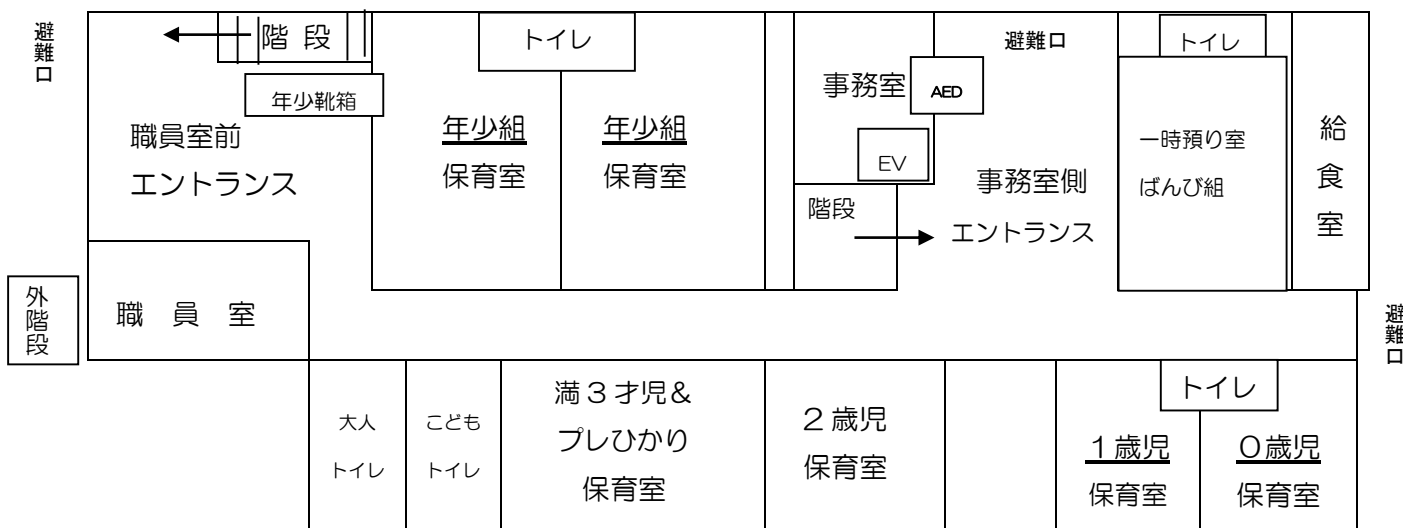 避難口
階 段
年少靴箱
職員室前
エントランス
職 員 室
外階段
トイレ
年少組
保育室
年少組
保育室
事務室
AED
EV
階段
避難口
事務室側
エントランス
トイレ
一時預り室
ばんび組
給食室
避難口
大人
トイレ
こども
トイレ
満３才児＆
プレひかり
保育室
２歳児
保育室
トイレ
１歳児
保育室
０歳児
保育室